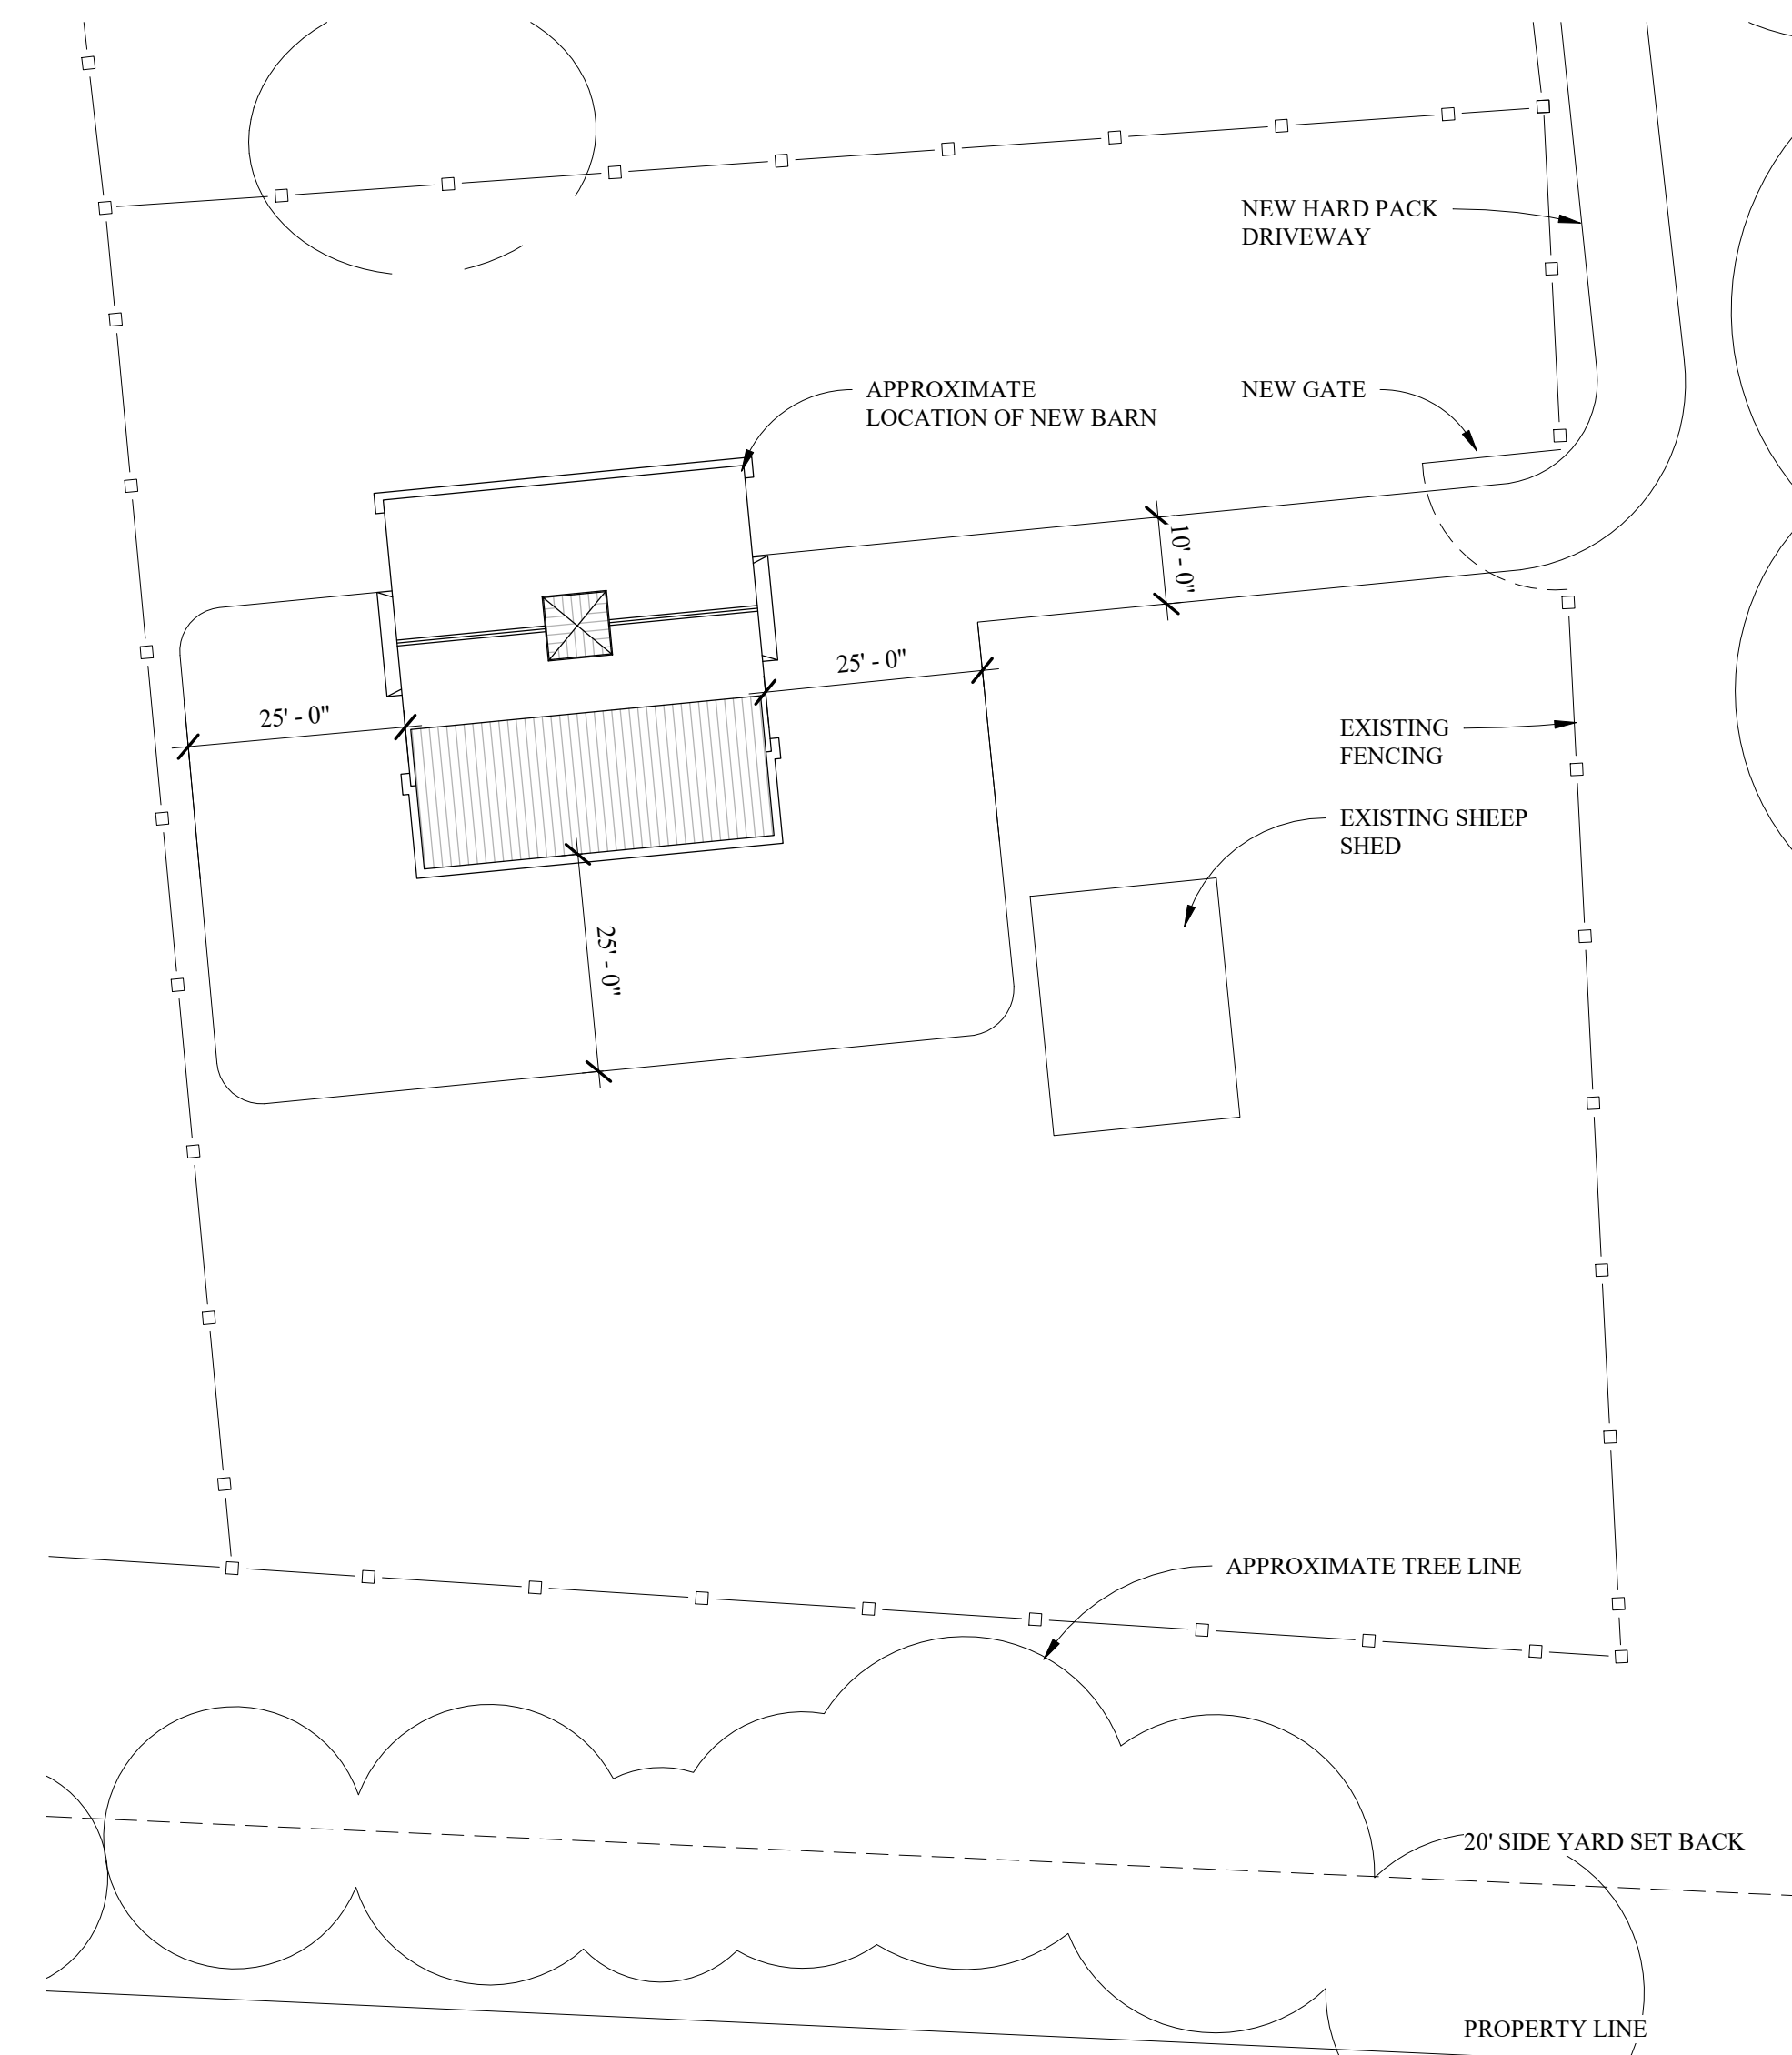 NEW HARD PACK
DRIVEWAY
APPROXIMATE
LOCATION OF NEW BARN
NEW GATE
10' - 0"
25' - 0"
25' - 0"
EXISTING
FENCING
EXISTING SHEEP
SHED
25' - 0"
APPROXIMATE TREE LINE
20' SIDE YARD SET BACK
PROPERTY LINE